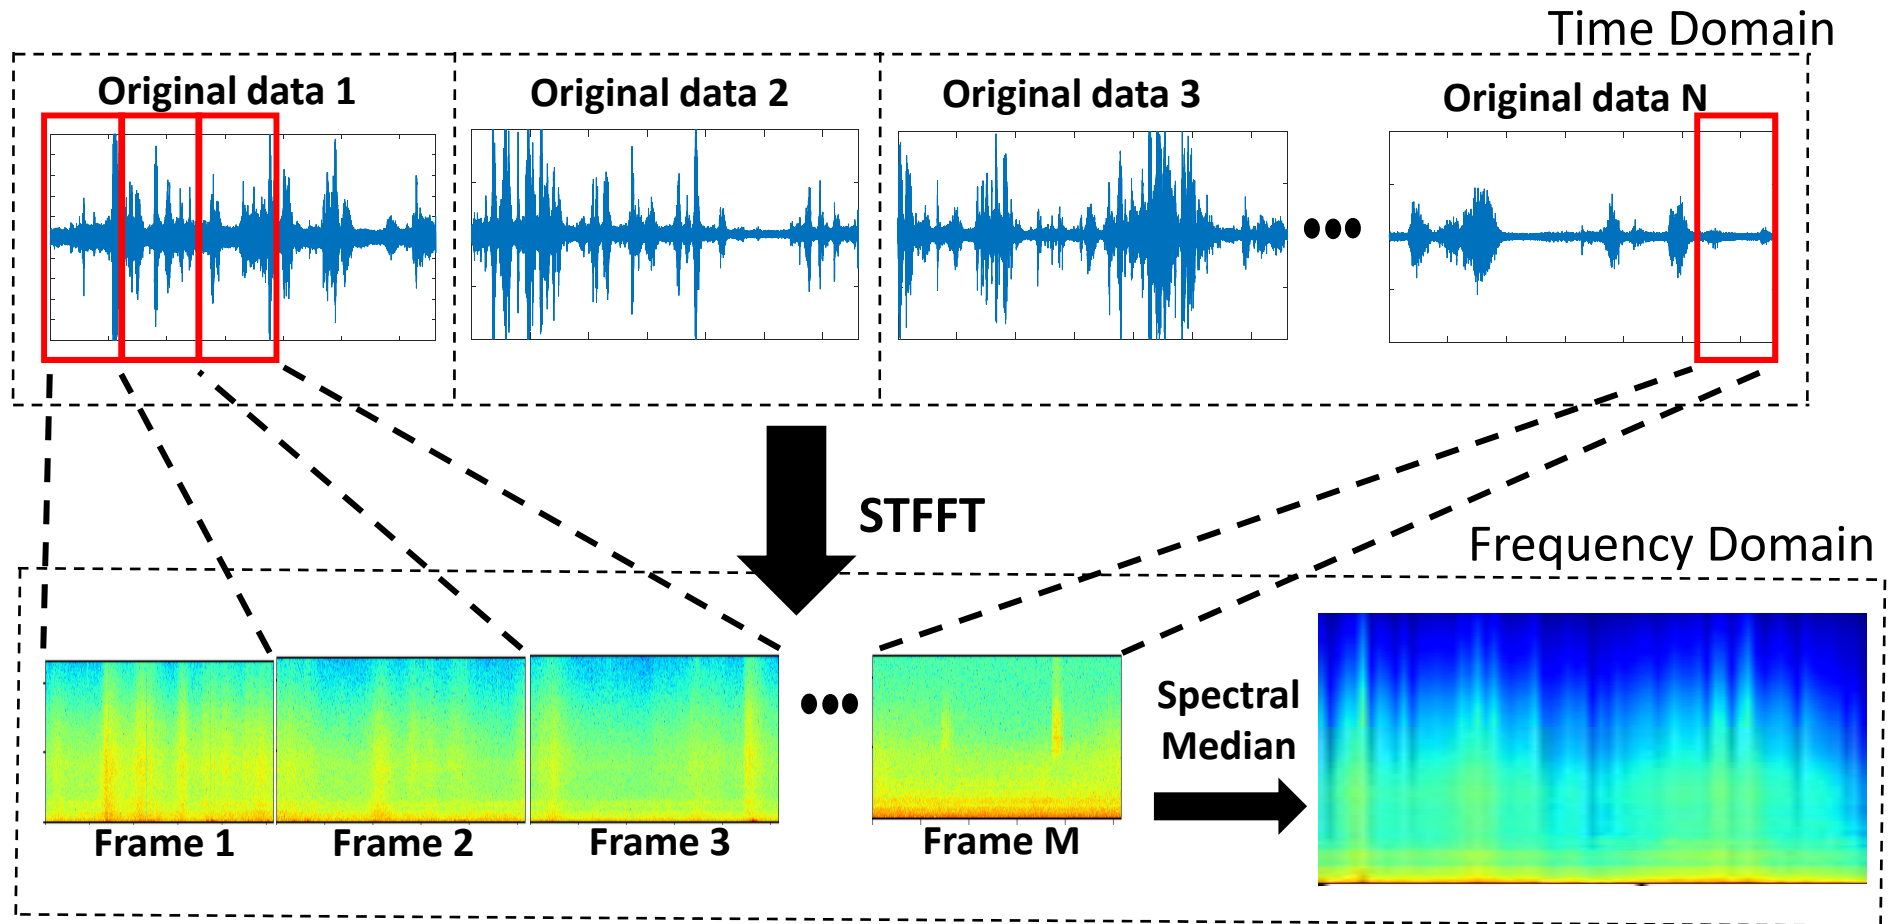 Time Domain
Original data 1
Original data 2
Original data 3
Original data N
STFFT
Frequency Domain
Spectral
Median
Frame 1
Frame 2
Frame 3
Frame M